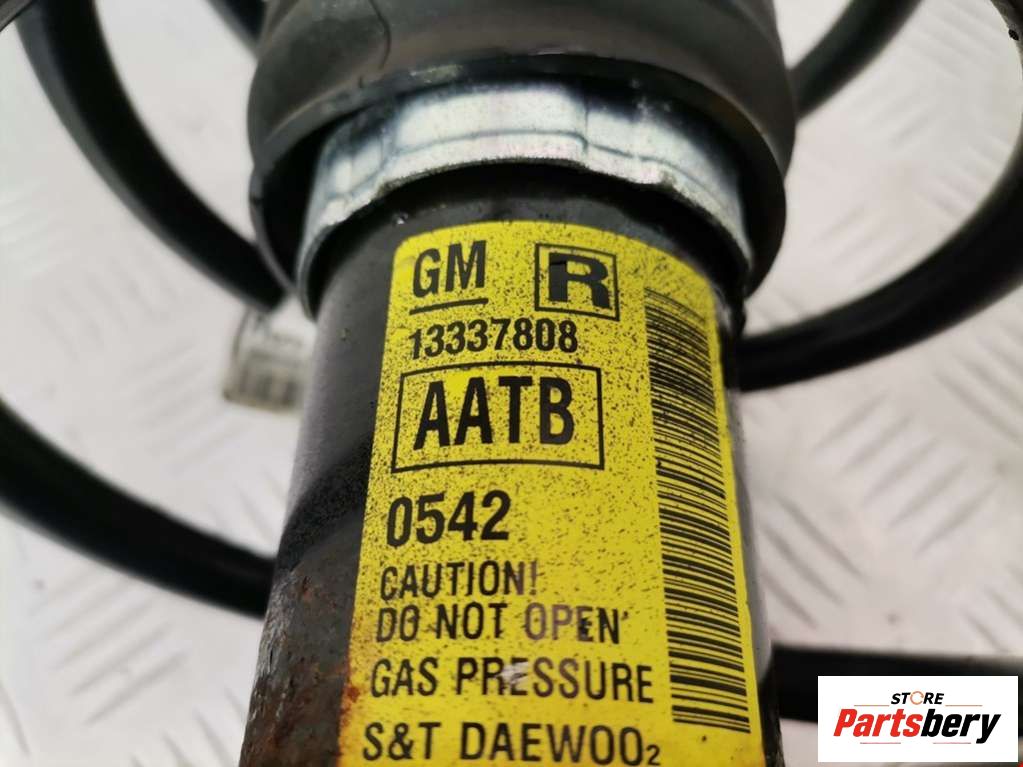 GM R
13337808
AATB
0542
CAUTION!
DO NOT OPEN
GAS PRESSURE
S&T DAEWOO2
STORE
Partsbery